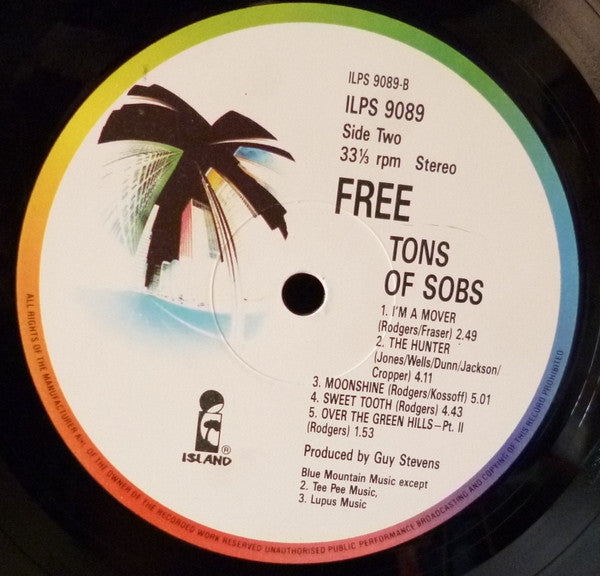 ILPS 9089-B
ILPS 9089
Side Two
33⅓ rpm Stereo
FREE
TONS
OF SOBS
1. I'M A MOVER
(Rodgers/Fraser) 2.49
2. THE HUNTER
(Jones/Wells/Dunn/Jackson/
Cropper) 4.11
3. MOONSHINE (Rodgers/Kossoff) 5.01
4. SWEET TOOTH (Rodgers) 4.43
5. OVER THE GREEN HILLS–Pt. II
(Rodgers) 1.53
Produced by Guy Stevens
Blue Mountain Music except
2. Tee Pee Music,
3. Lupus Music
i
®
ISLAND
ALL RIGHTS OF THE MANUFACTURER AND OF THE OWNER OF THE RECORDED WORK RESERVED UNAUTHORISED PUBLIC PERFORMANCE BROADCASTING AND COPYING OF THIS RECORD PROHIBITED